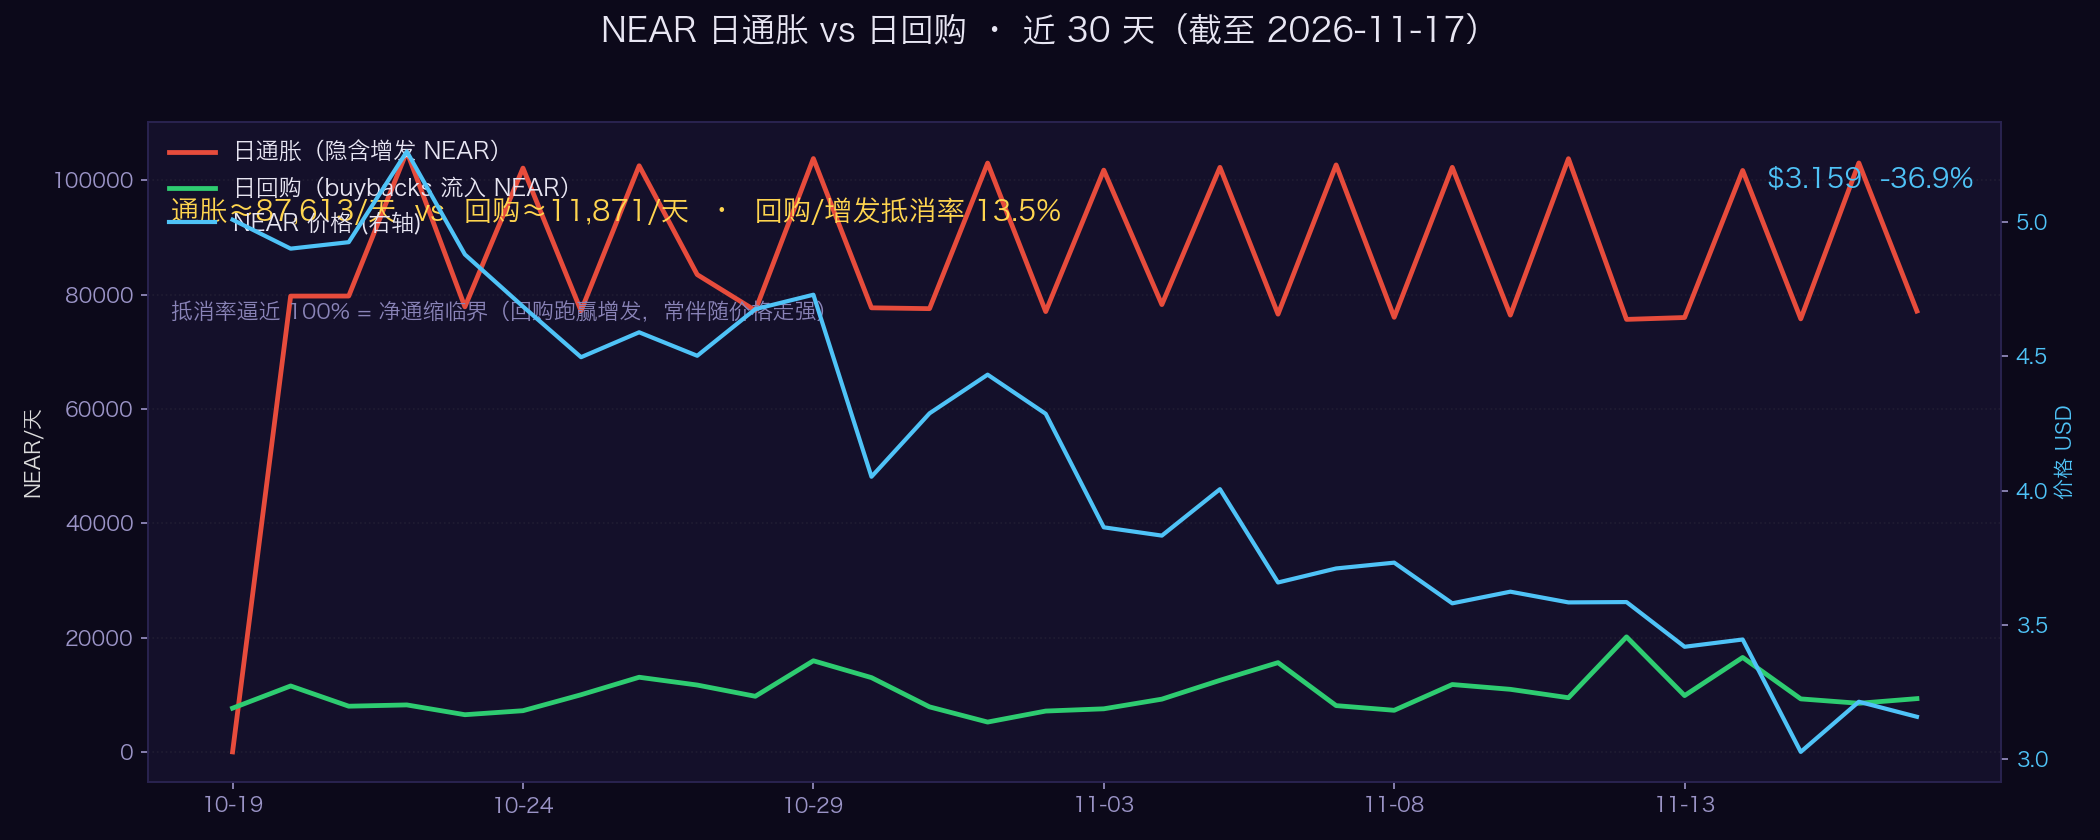 NEAR 日通胀 vs 日回购 · 近 30 天（截至 2026-11-17）
日通胀（隐含增发 NEAR）
日回购（buybacks 流入 NEAR）
NEAR 价格 (右轴)
通胀≈87,613/天 vs 回购≈11,871/天 · 回购/增发抵消率 13.5%
抵消率逼近 100% = 净通缩临界（回购跑赢增发，常伴随价格走强）
$3.159 -36.9%
NEAR/天
100000
80000
60000
40000
20000
0
5.0
4.5
4.0
3.5
3.0
价格 USD
10-19
10-24
10-29
11-03
11-08
11-13